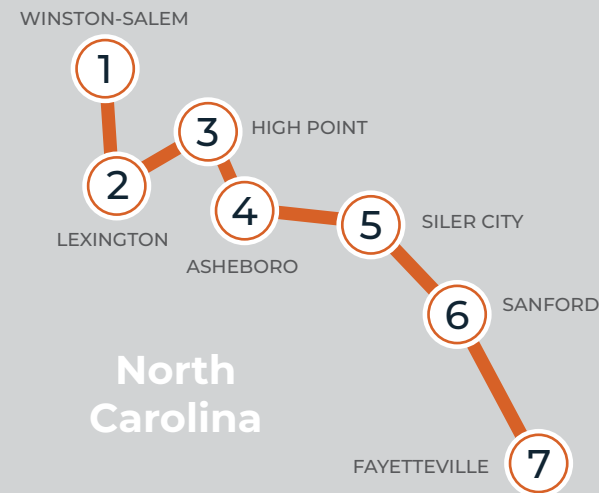 WINSTON-SALEM
1
3
HIGH POINT
2
LEXINGTON
4
ASHEBORO
5
SILER CITY
6
SANFORD
North
Carolina
7
FAYETTEVILLE